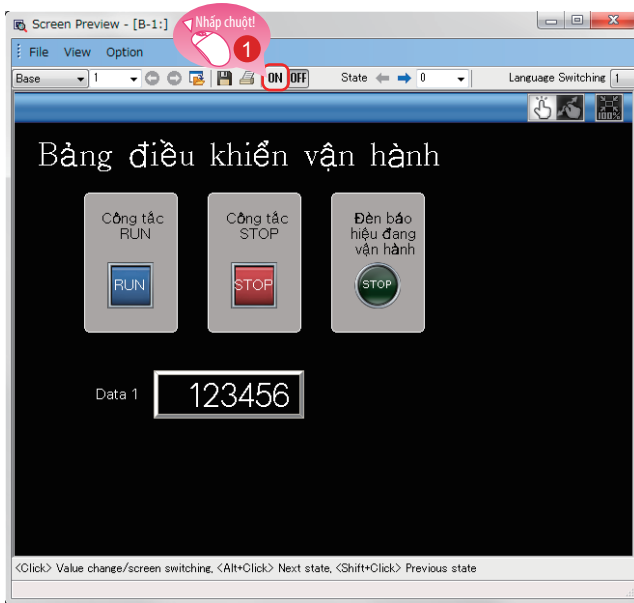 Screen Preview - [B-1:]
Nhấp chuột!
1
File View Option
Base 1 ON OFF State 0 Language Switching 1
100%
Bảng điều khiển vận hành
Công tắc
RUN
Công tắc
STOP
Đèn báo
hiệu đang
vận hành
RUN
STOP
STOP
Data 1 123456
<Click> Value change/screen switching, <Alt+Click> Next state, <Shift+Click> Previous state